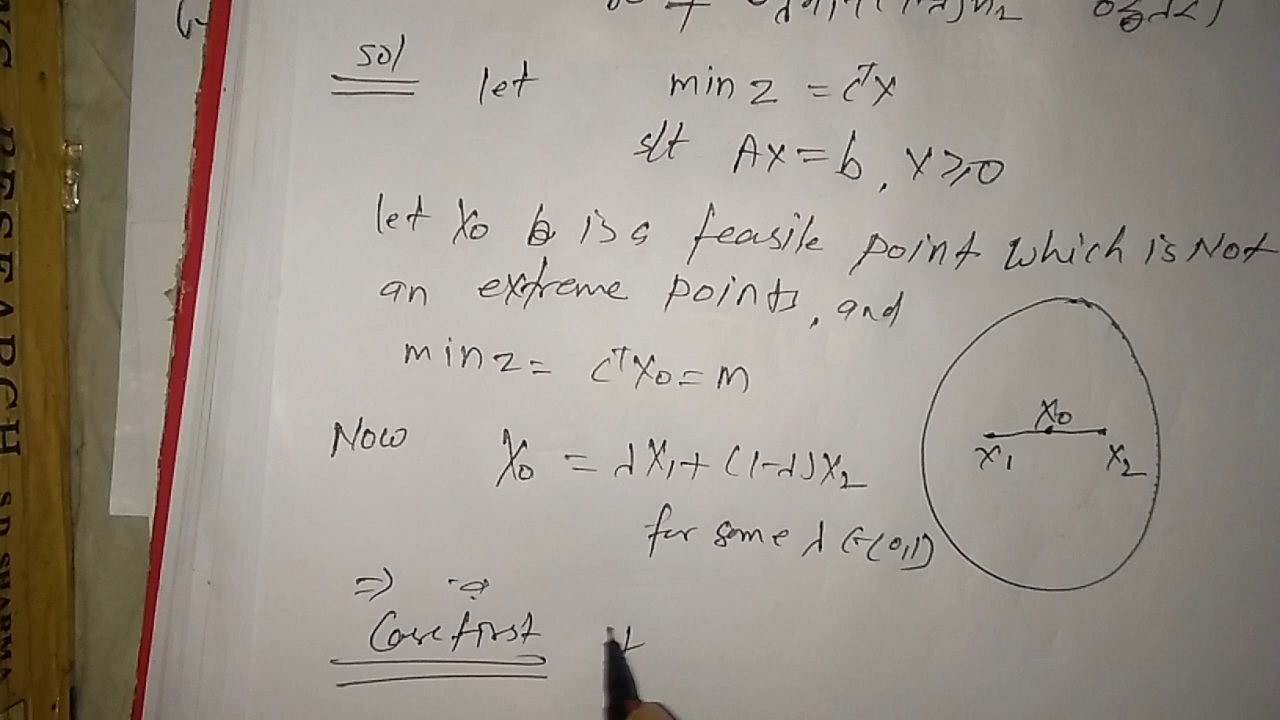 sol
let min z = CᵀX
s/t AX = b, X ≥ 0
let X₀ is a feasile point which is Not
an extreme points, and
min z = CᵀX₀ = m
Now X₀ = λX₁ + (1-λ)X₂
for some λ ∈ (0,1)
⇒
Case first
X₀
X₁
X₂
RESEARCH